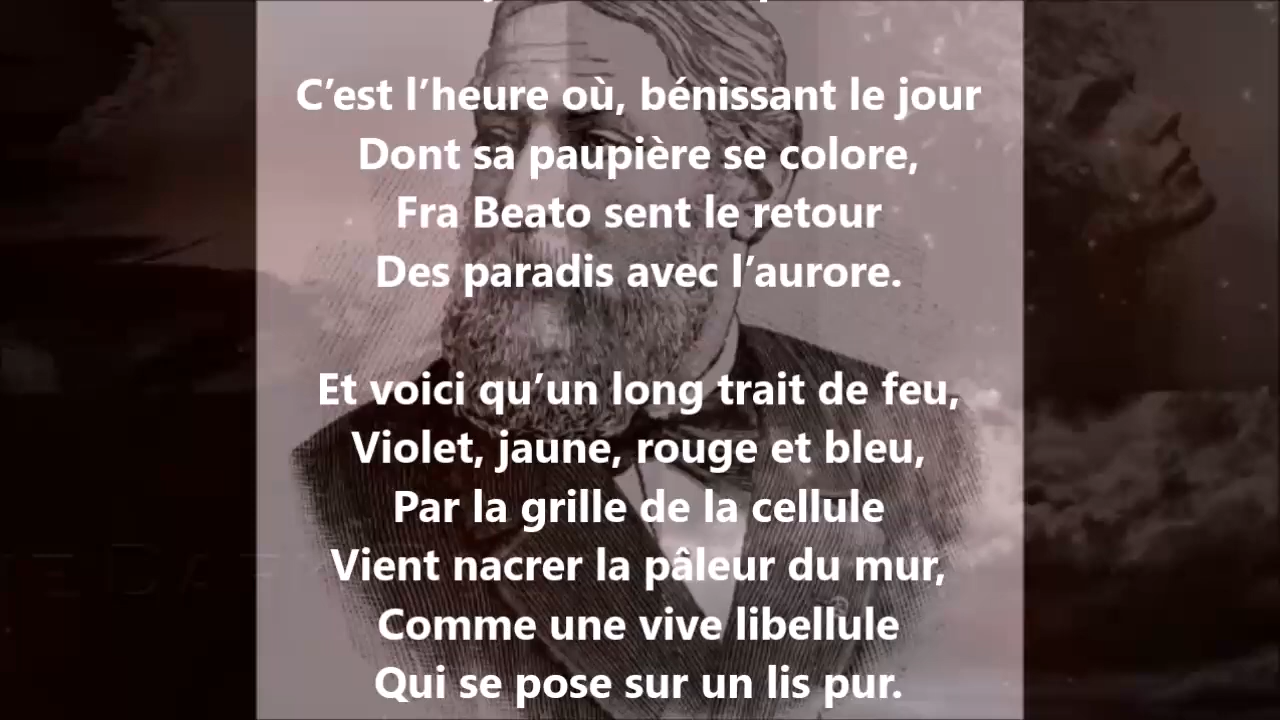 C’est l’heure où, bénissant le jour
Dont sa paupière se colore,
Fra Beato sent le retour
Des paradis avec l’aurore.
Et voici qu’un long trait de feu,
Violet, jaune, rouge et bleu,
Par la grille de la cellule
Vient nacrer la pâleur du mur,
Comme une vive libellule
Qui se pose sur un lis pur.